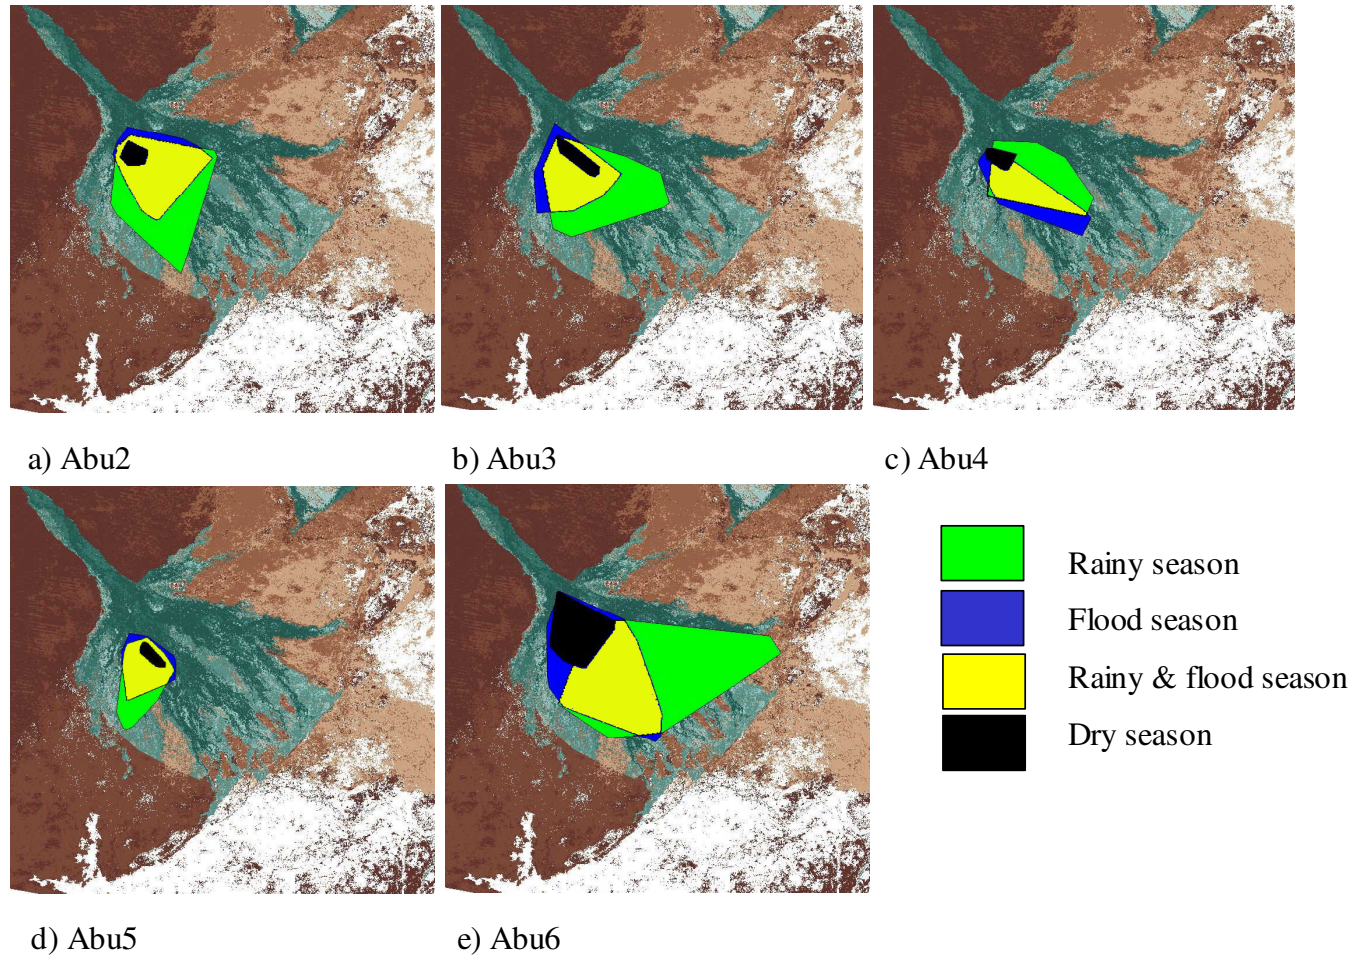 a) Abu2
b) Abu3
c) Abu4
d) Abu5
e) Abu6
Rainy season
Flood season
Rainy & flood season
Dry season